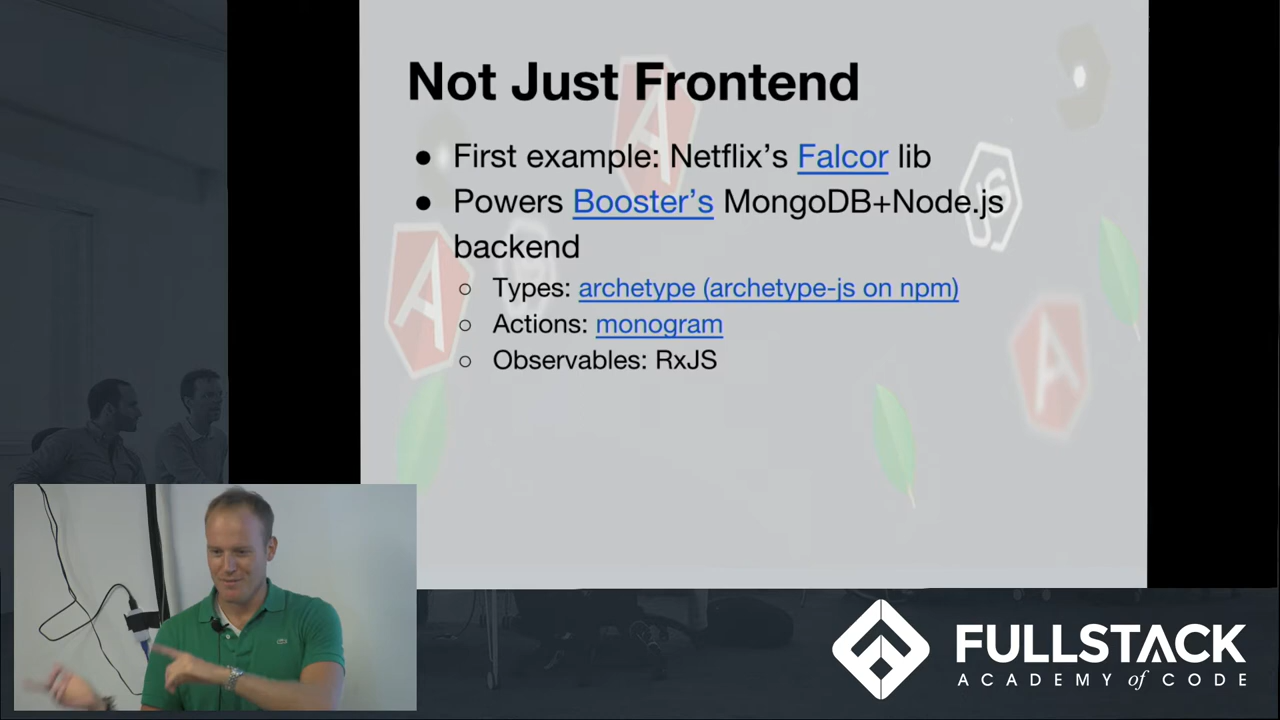 Not Just Frontend
● First example: Netflix’s Falcor lib
● Powers Booster’s MongoDB+Node.js
backend
○ Types: archetype (archetype-js on npm)
○ Actions: monogram
○ Observables: RxJS
JS
FULLSTACK
ACADEMY of CODE